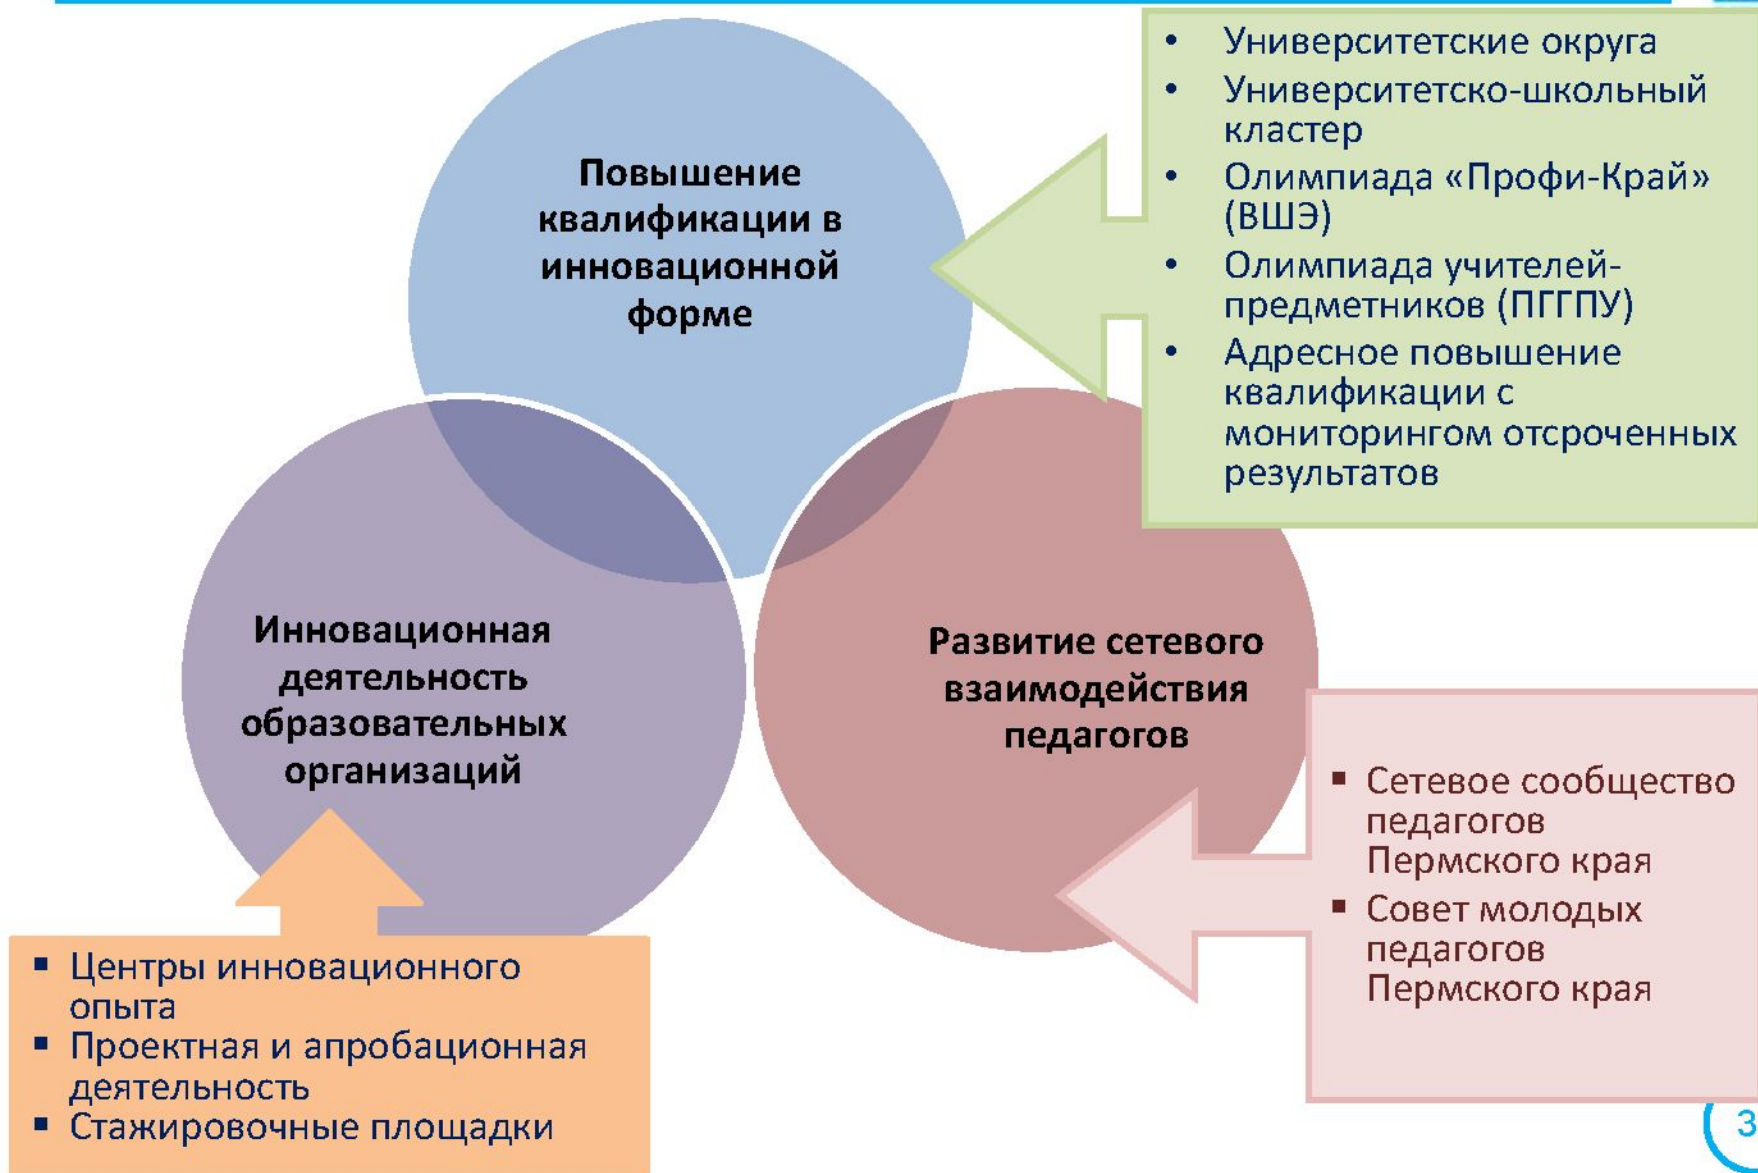 Повышение
квалификации в
инновационной
форме
• Университетские округа
• Университетско-школьный
кластер
• Олимпиада «Профи-Край»
(ВШЭ)
• Олимпиада учителей-
предметников (ПГГПУ)
• Адресное повышение
квалификации с
мониторингом отсроченных
результатов
Инновационная
деятельность
образовательных
организаций
Развитие сетевого
взаимодействия
педагогов
▪ Сетевое сообщество
педагогов
Пермского края
▪ Совет молодых
педагогов
Пермского края
▪ Центры инновационного
опыта
▪ Проектная и апробационная
деятельность
▪ Стажировочные площадки
3